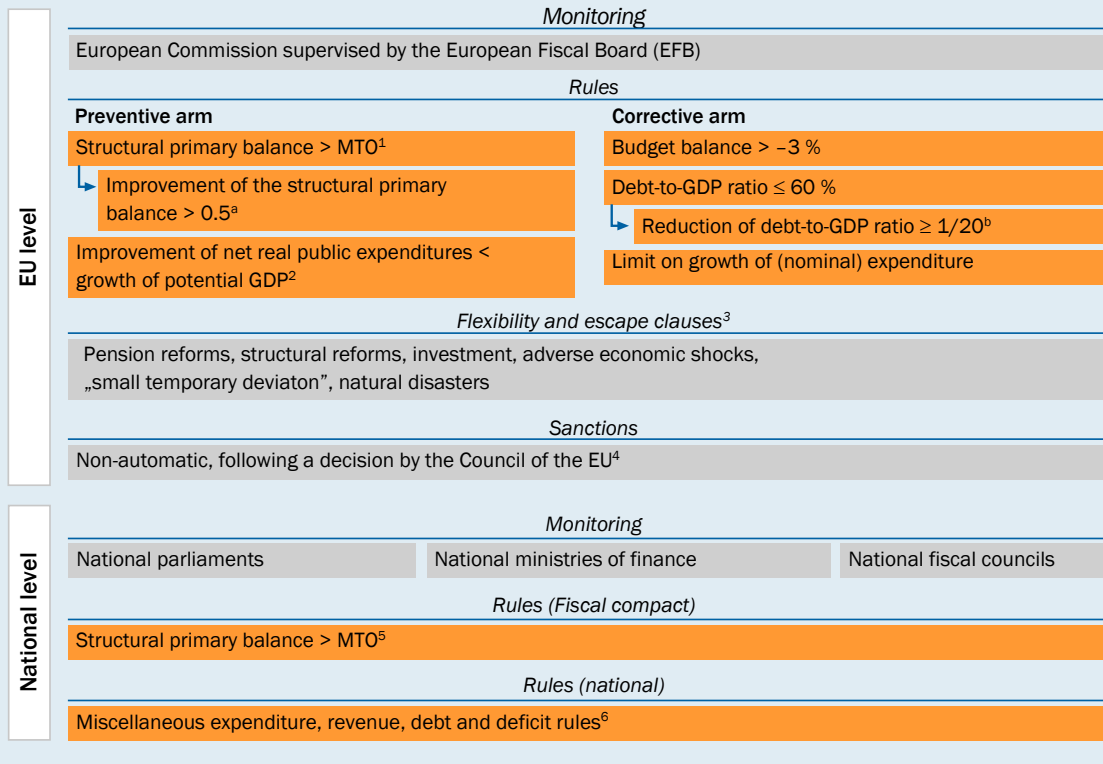 EU level
Monitoring
European Commission supervised by the European Fiscal Board (EFB)
Rules
Preventive arm
Structural primary balance > MTO¹
Improvement of the structural primary
balance > 0.5ᵃ
Improvement of net real public expenditures <
growth of potential GDP²
Corrective arm
Budget balance > –3 %
Debt-to-GDP ratio ≤ 60 %
Reduction of debt-to-GDP ratio ≥ 1/20ᵇ
Limit on growth of (nominal) expenditure
Flexibility and escape clauses³
Pension reforms, structural reforms, investment, adverse economic shocks,
„small temporary deviaton”, natural disasters
Sanctions
Non-automatic, following a decision by the Council of the EU⁴
National level
Monitoring
National parliaments
National ministries of finance
National fiscal councils
Rules (Fiscal compact)
Structural primary balance > MTO⁵
Rules (national)
Miscellaneous expenditure, revenue, debt and deficit rules⁶